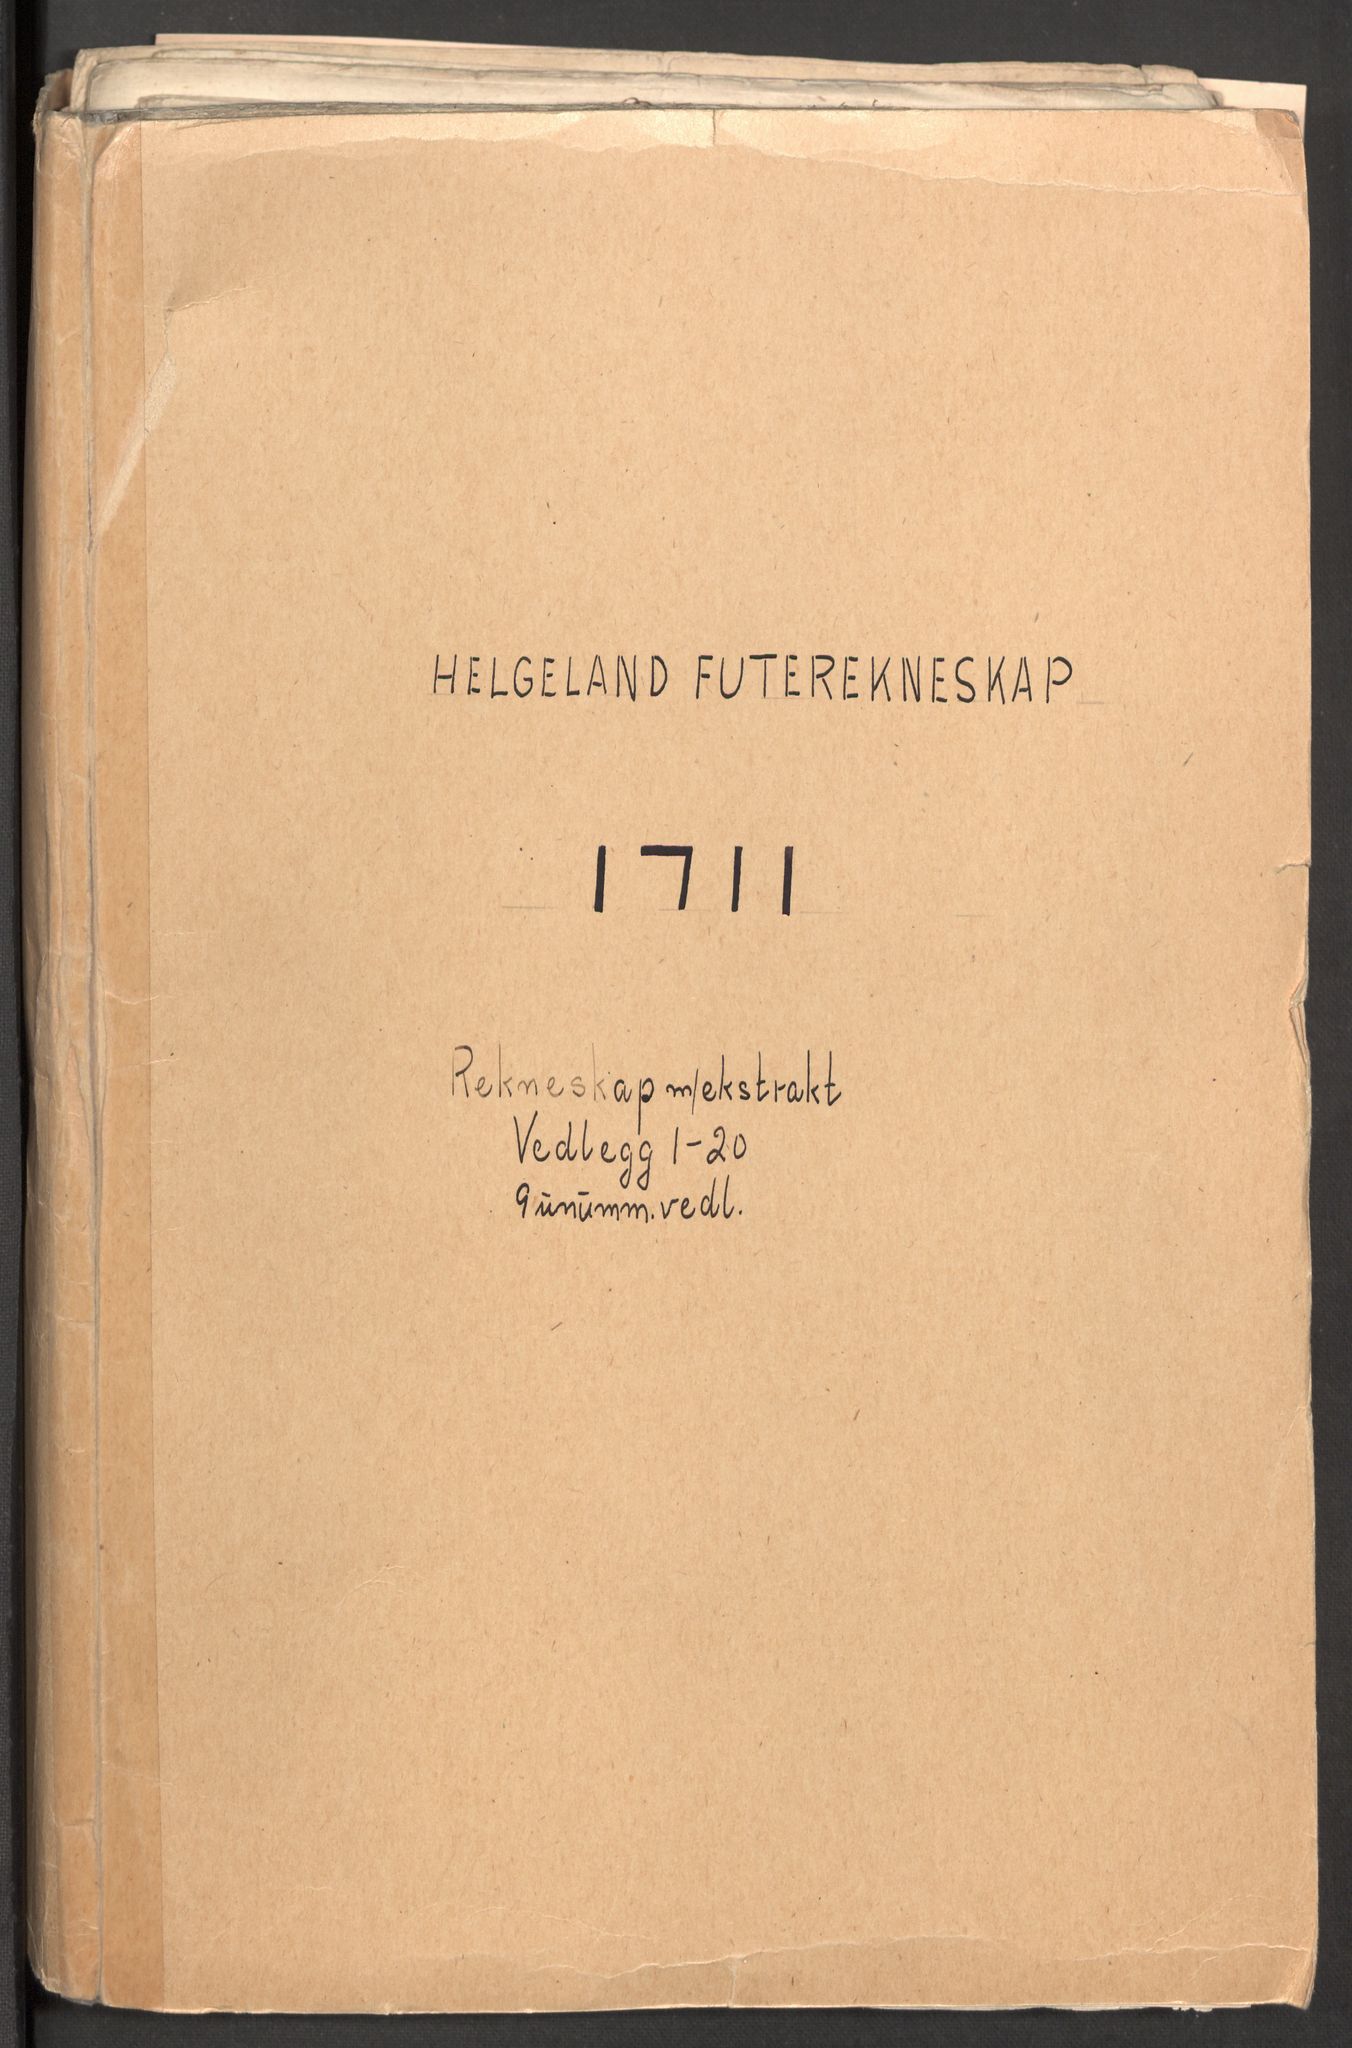 HELGELAND FUTEREKNESKAP
1711
Rekneskap m/ekstrakt
Vedlegg 1-20
9 unumm. vedl.